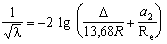 1/√λ = −2 lg ( Δ/13,68R + a₂/Rₑ )